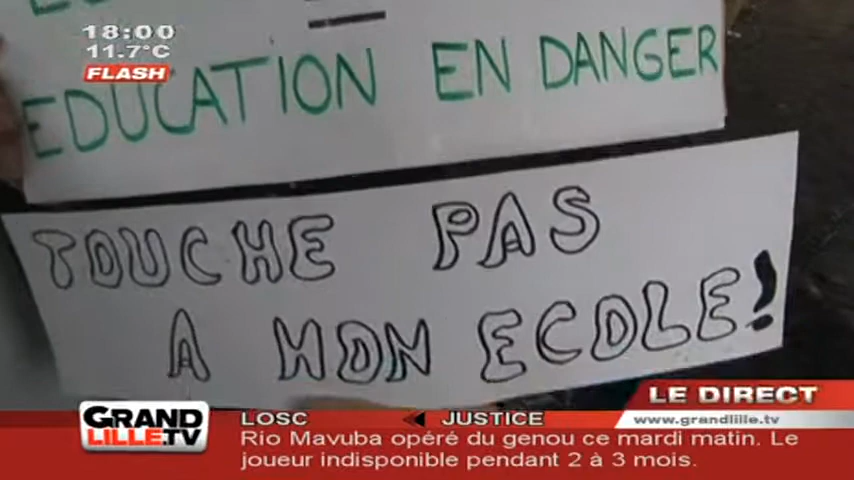 18:00
11.7°C
FLASH
EDUCATION EN DANGER
TOUCHE PAS
A MON ECOLE!
LE DIRECT
www.grandlille.tv
GRAND
LILLE.TV
LOSC JUSTICE
Rio Mavuba opéré du genou ce mardi matin. Le
joueur indisponible pendant 2 à 3 mois.